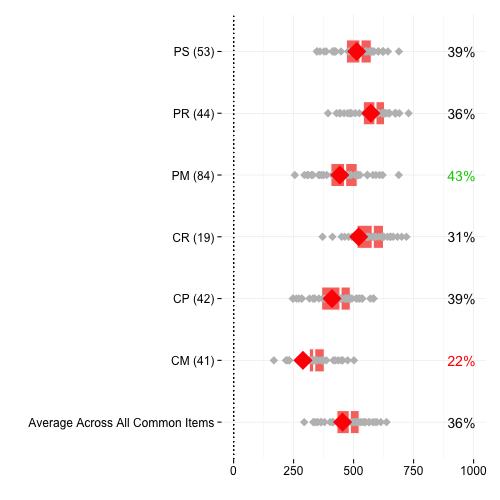 PS (53) 39%
PR (44) 36%
PM (84) 43%
CR (19) 31%
CP (42) 39%
CM (41) 22%
Average Across All Common Items 36%
0 250 500 750 1000